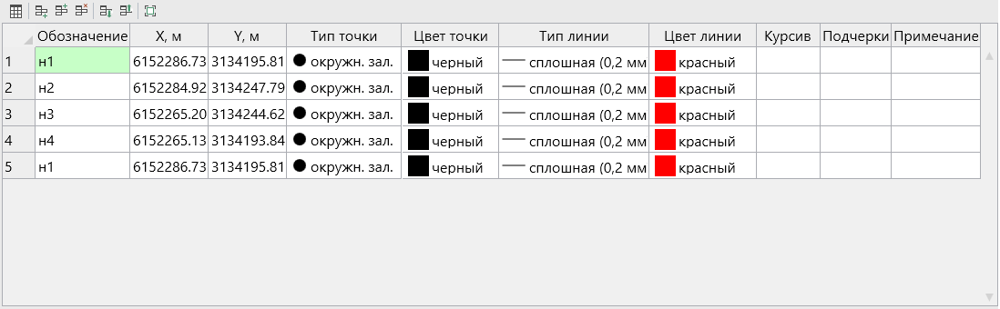 Обозначение X, м Y, м Тип точки Цвет точки Тип линии Цвет линии Курсив Подчерки Примечание
1 н1 6152286.73 3134195.81 окружн. зал. черный сплошная (0,2 мм красный
2 н2 6152284.92 3134247.79 окружн. зал. черный сплошная (0,2 мм красный
3 н3 6152265.20 3134244.62 окружн. зал. черный сплошная (0,2 мм красный
4 н4 6152265.13 3134193.84 окружн. зал. черный сплошная (0,2 мм красный
5 н1 6152286.73 3134195.81 окружн. зал. черный сплошная (0,2 мм красный